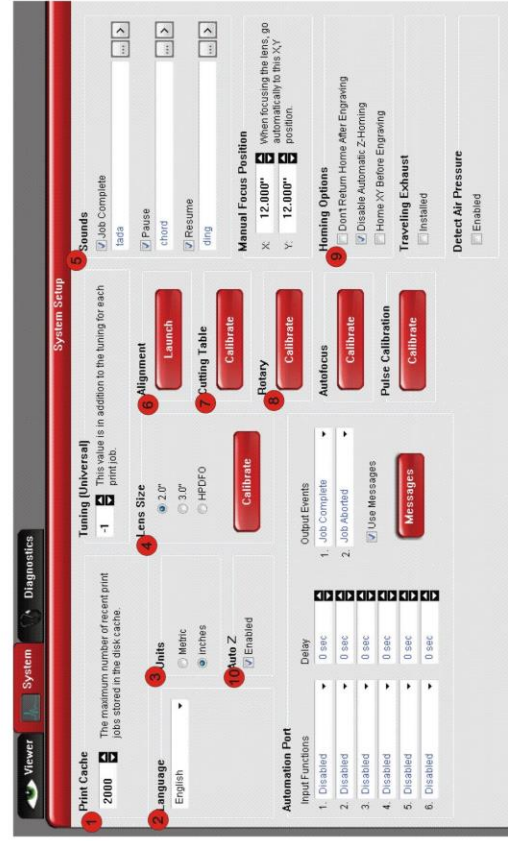 Viewer
System
Diagnostics
System Setup
1
Print Cache
2000
The maximum number of recent print
jobs stored in the disk cache.
Tuning (Universal)
-1
This value is in addition to the tuning for each
print job.
2
Language
English
3
Units
Metric
inches
10
Auto Z
Enabled
4
Lens Size
2.0"
3.0"
HPDFO
Calibrate
6
Alignment
Launch
7
Cutting Table
Calibrate
8
Rotary
Calibrate
Autofocus
Calibrate
Pulse Calibration
Calibrate
Automation Port
Input Functions
Delay
Output Events
1. Disabled
0 sec
1. Job Complete
2. Disabled
0 sec
2. Job Aborted
3. Disabled
0 sec
Use Messages
4. Disabled
0 sec
Messages
5. Disabled
0 sec
6. Disabled
0 sec
5
Sounds
Job Complete
tada
... >
Pause
chord
... >
Resume
ding
... >
Manual Focus Position
X: 12.000"
Y: 12.000"
When focusing the lens, go
automatically to this X,Y
position.
9
Homing Options
Don't Return Home After Engraving
Disable Automatic Z-Homing
Home XY Before Engraving
Traveling Exhaust
Installed
Detect Air Pressure
Enabled